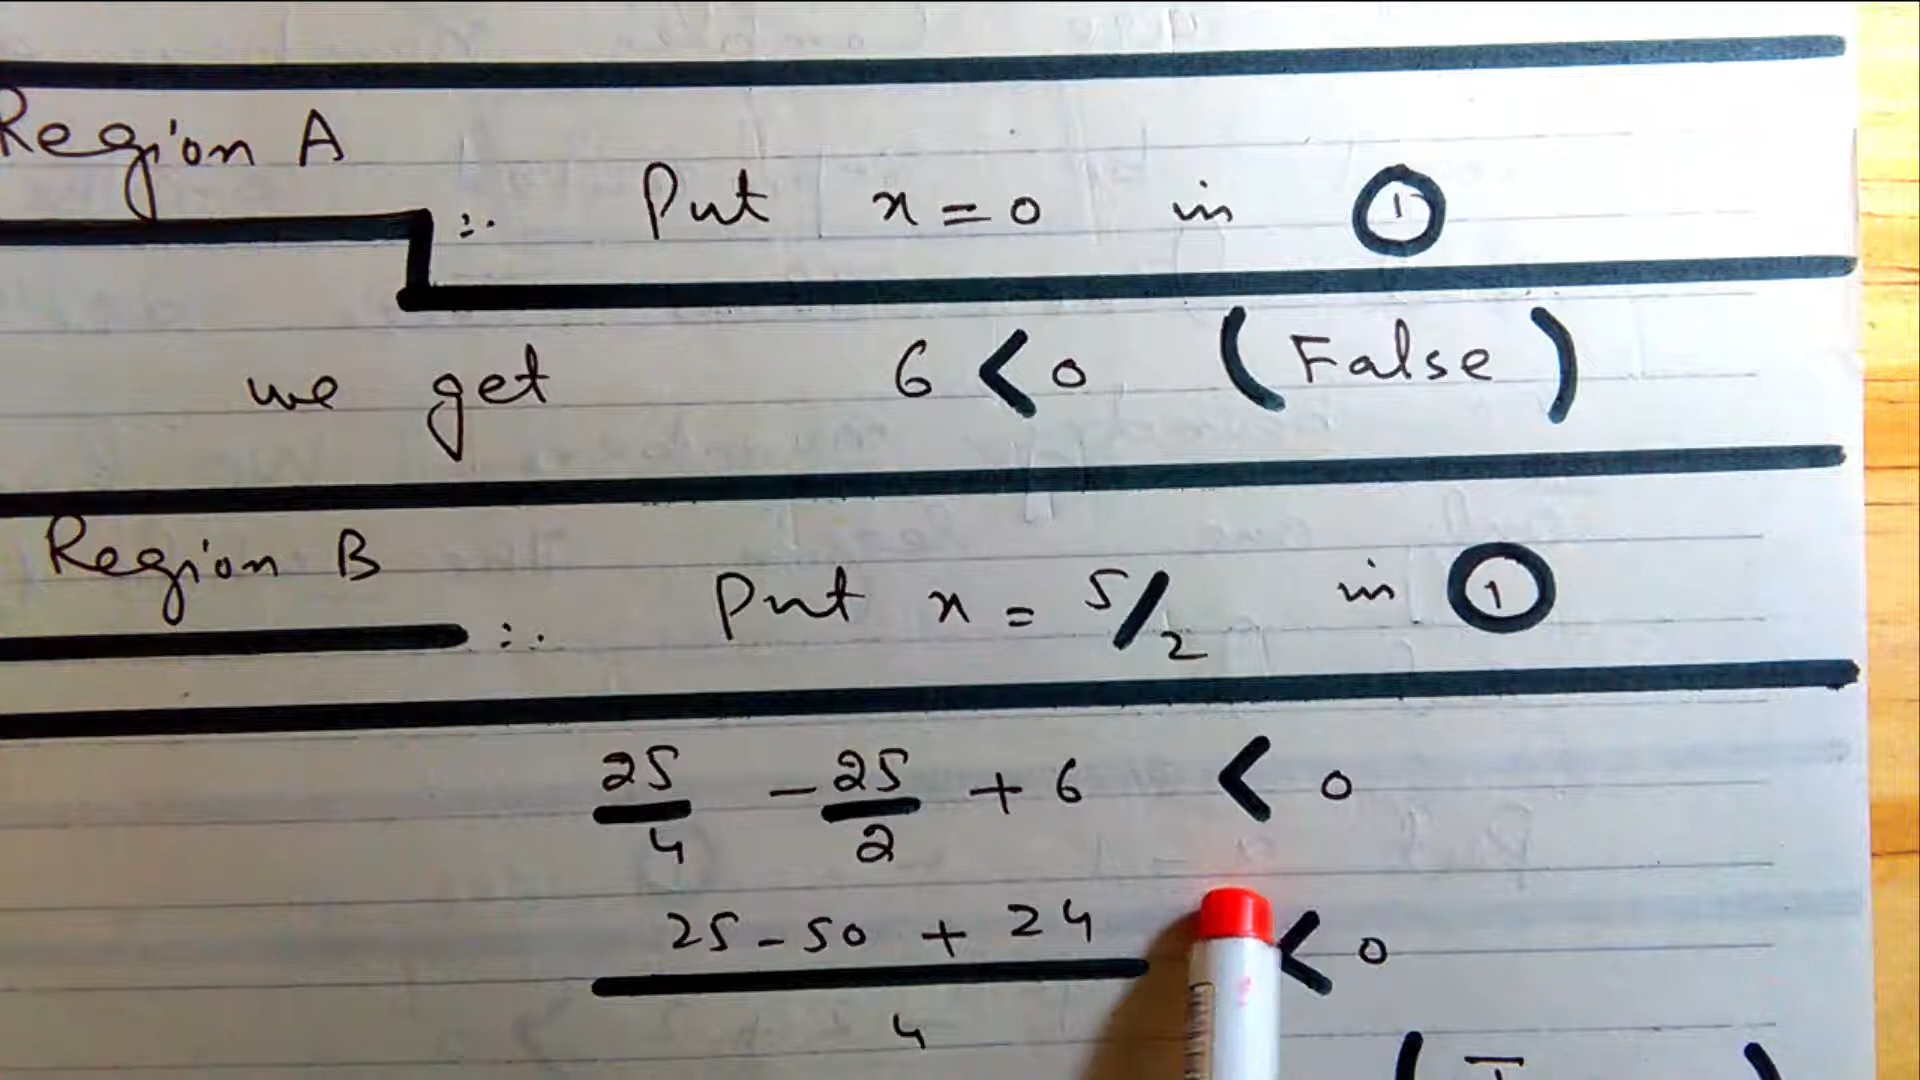 Region A
∴ Put x = 0 in ①
we get 6 < 0 (False)
Region B
∴ Put x = 5/2 in ①
25/4 - 25/2 + 6 < 0
25 - 50 + 24 / 4 < 0